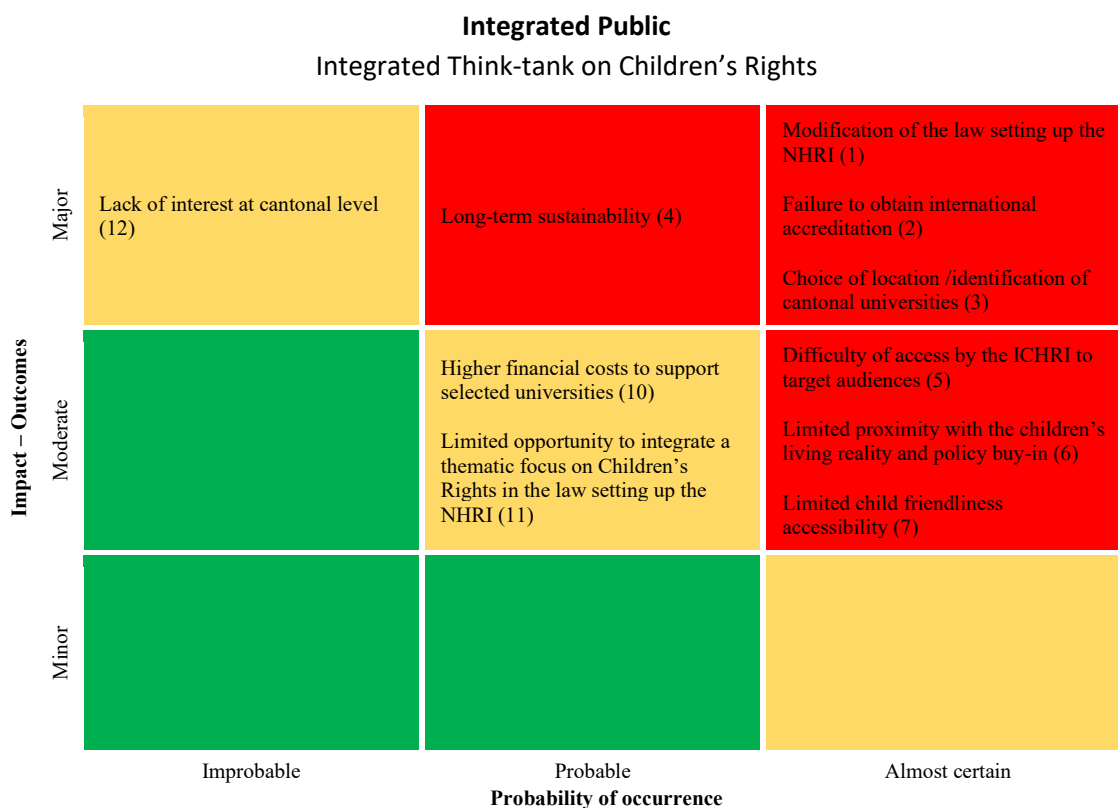 Integrated Public
Integrated Think-tank on Children’s Rights
Impact – Outcomes
Major
Lack of interest at cantonal level
(12)
Long-term sustainability (4)
Modification of the law setting up the
NHRI (1)
Failure to obtain international
accreditation (2)
Choice of location /identification of
cantonal universities (3)
Moderate
Higher financial costs to support
selected universities (10)
Limited opportunity to integrate a
thematic focus on Children’s
Rights in the law setting up the
NHRI (11)
Difficulty of access by the ICHRI to
target audiences (5)
Limited proximity with the children’s
living reality and policy buy-in (6)
Limited child friendliness
accessibility (7)
Minor
Improbable
Probable
Almost certain
Probability of occurrence